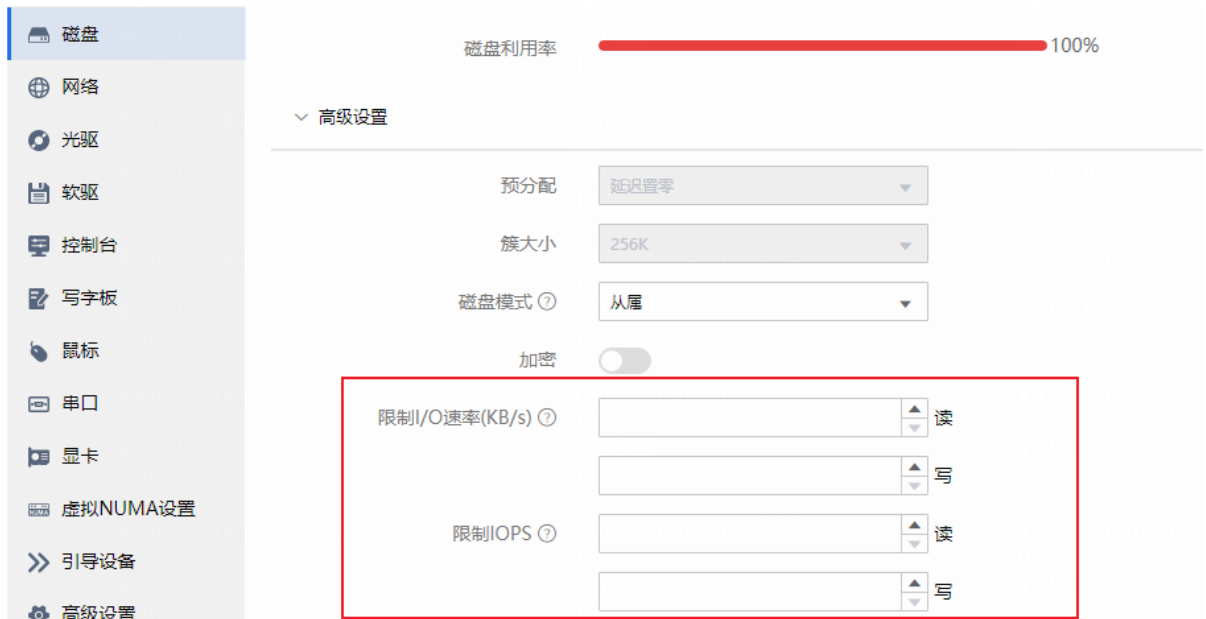 磁盘
网络
光驱
软驱
控制台
写字板
鼠标
串口
显卡
虚拟NUMA设置
引导设备
高级设置
磁盘利用率 100%
高级设置
预分配 延迟置零
簇大小 256K
磁盘模式 从属
加密
限制I/O速率(KB/s) 读
写
限制IOPS 读
写